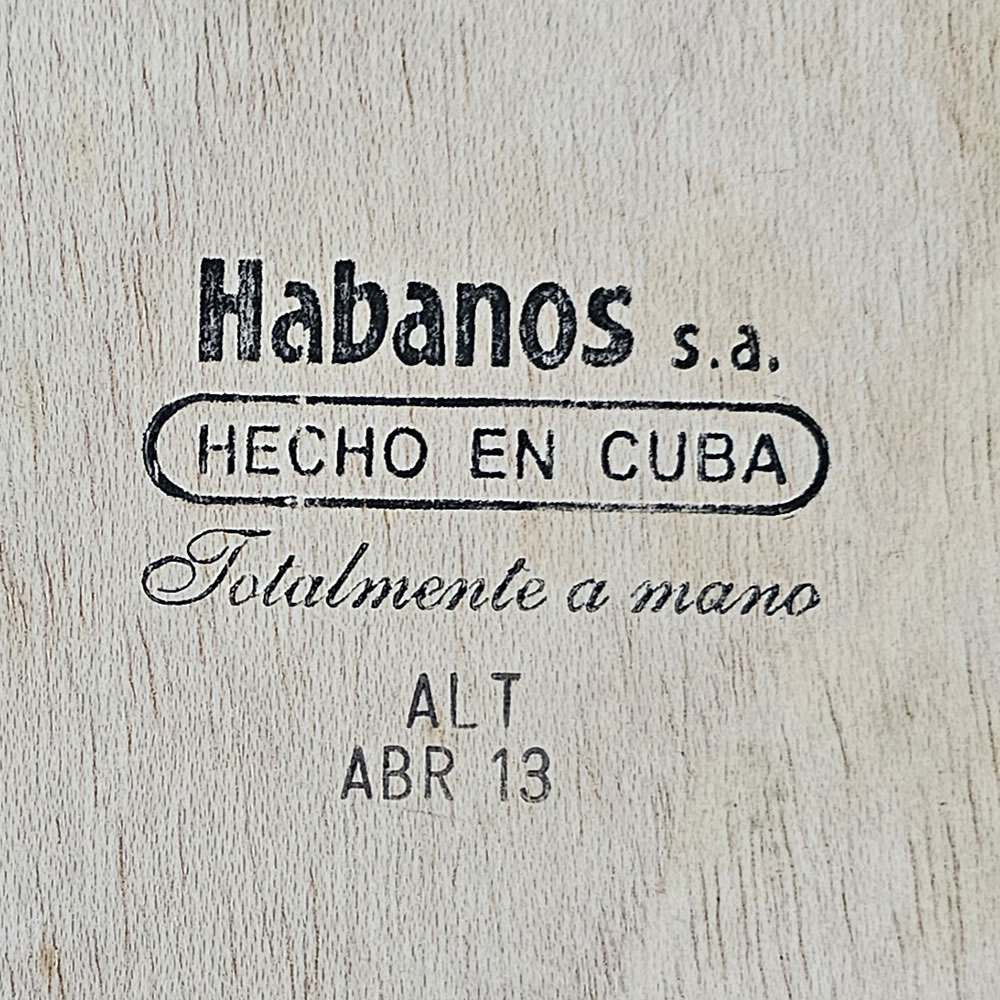 Habanos s.a.
HECHO EN CUBA
Totalmente a mano
ALT
ABR 13